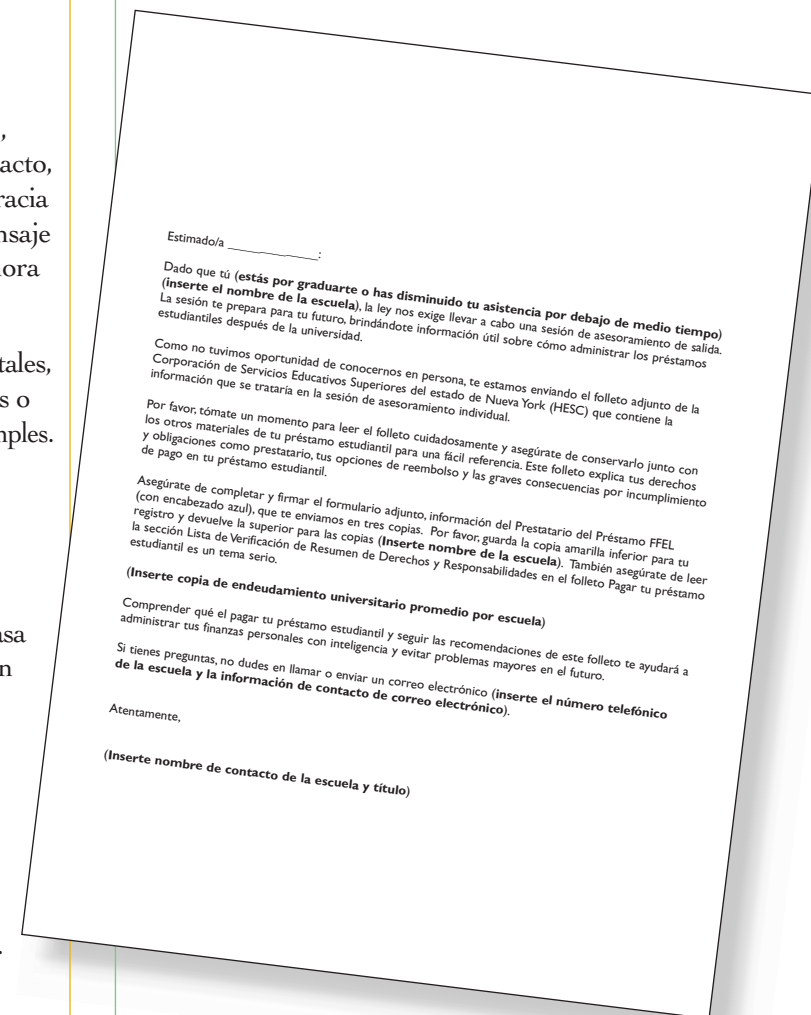 ,
acto,
racia
nsaje
ora
tales,
s o
nples.
asa
n
.
Estimado/a _______________:
Dado que tú (estás por graduarte o has disminuido tu asistencia por debajo de medio tiempo)
(inserte el nombre de la escuela), la ley nos exige llevar a cabo una sesión de asesoramiento de salida.
La sesión te prepara para tu futuro, brindándote información útil sobre cómo administrar los préstamos
estudiantiles después de la universidad.
Como no tuvimos oportunidad de conocernos en persona, te estamos enviando el folleto adjunto de la
Corporación de Servicios Educativos Superiores del estado de Nueva York (HESC) que contiene la
información que se trataría en la sesión de asesoramiento individual.
Por favor, tómate un momento para leer el folleto cuidadosamente y asegúrate de conservarlo junto con
los otros materiales de tu préstamo estudiantil para una fácil referencia. Este folleto explica tus derechos
y obligaciones como prestatario, tus opciones de reembolso y las graves consecuencias por incumplimiento
de pago en tu préstamo estudiantil.
Asegúrate de completar y firmar el formulario adjunto, información del Prestatario del Préstamo FFEL
(con encabezado azul), que te enviamos en tres copias. Por favor, guarda la copia amarilla inferior para tu
registro y devuelve la superior para las copias (Inserte nombre de la escuela). También asegúrate de leer
la sección Lista de Verificación de Resumen de Derechos y Responsabilidades en el folleto Pagar tu préstamo
estudiantil es un tema serio.
(Inserte copia de endeudamiento universitario promedio por escuela)
Comprender qué el pagar tu préstamo estudiantil y seguir las recomendaciones de este folleto te ayudará a
administrar tus finanzas personales con inteligencia y evitar problemas mayores en el futuro.
Si tienes preguntas, no dudes en llamar o enviar un correo electrónico (inserte el número telefónico
de la escuela y la información de contacto de correo electrónico).
Atentamente,
(Inserte nombre de contacto de la escuela y título)